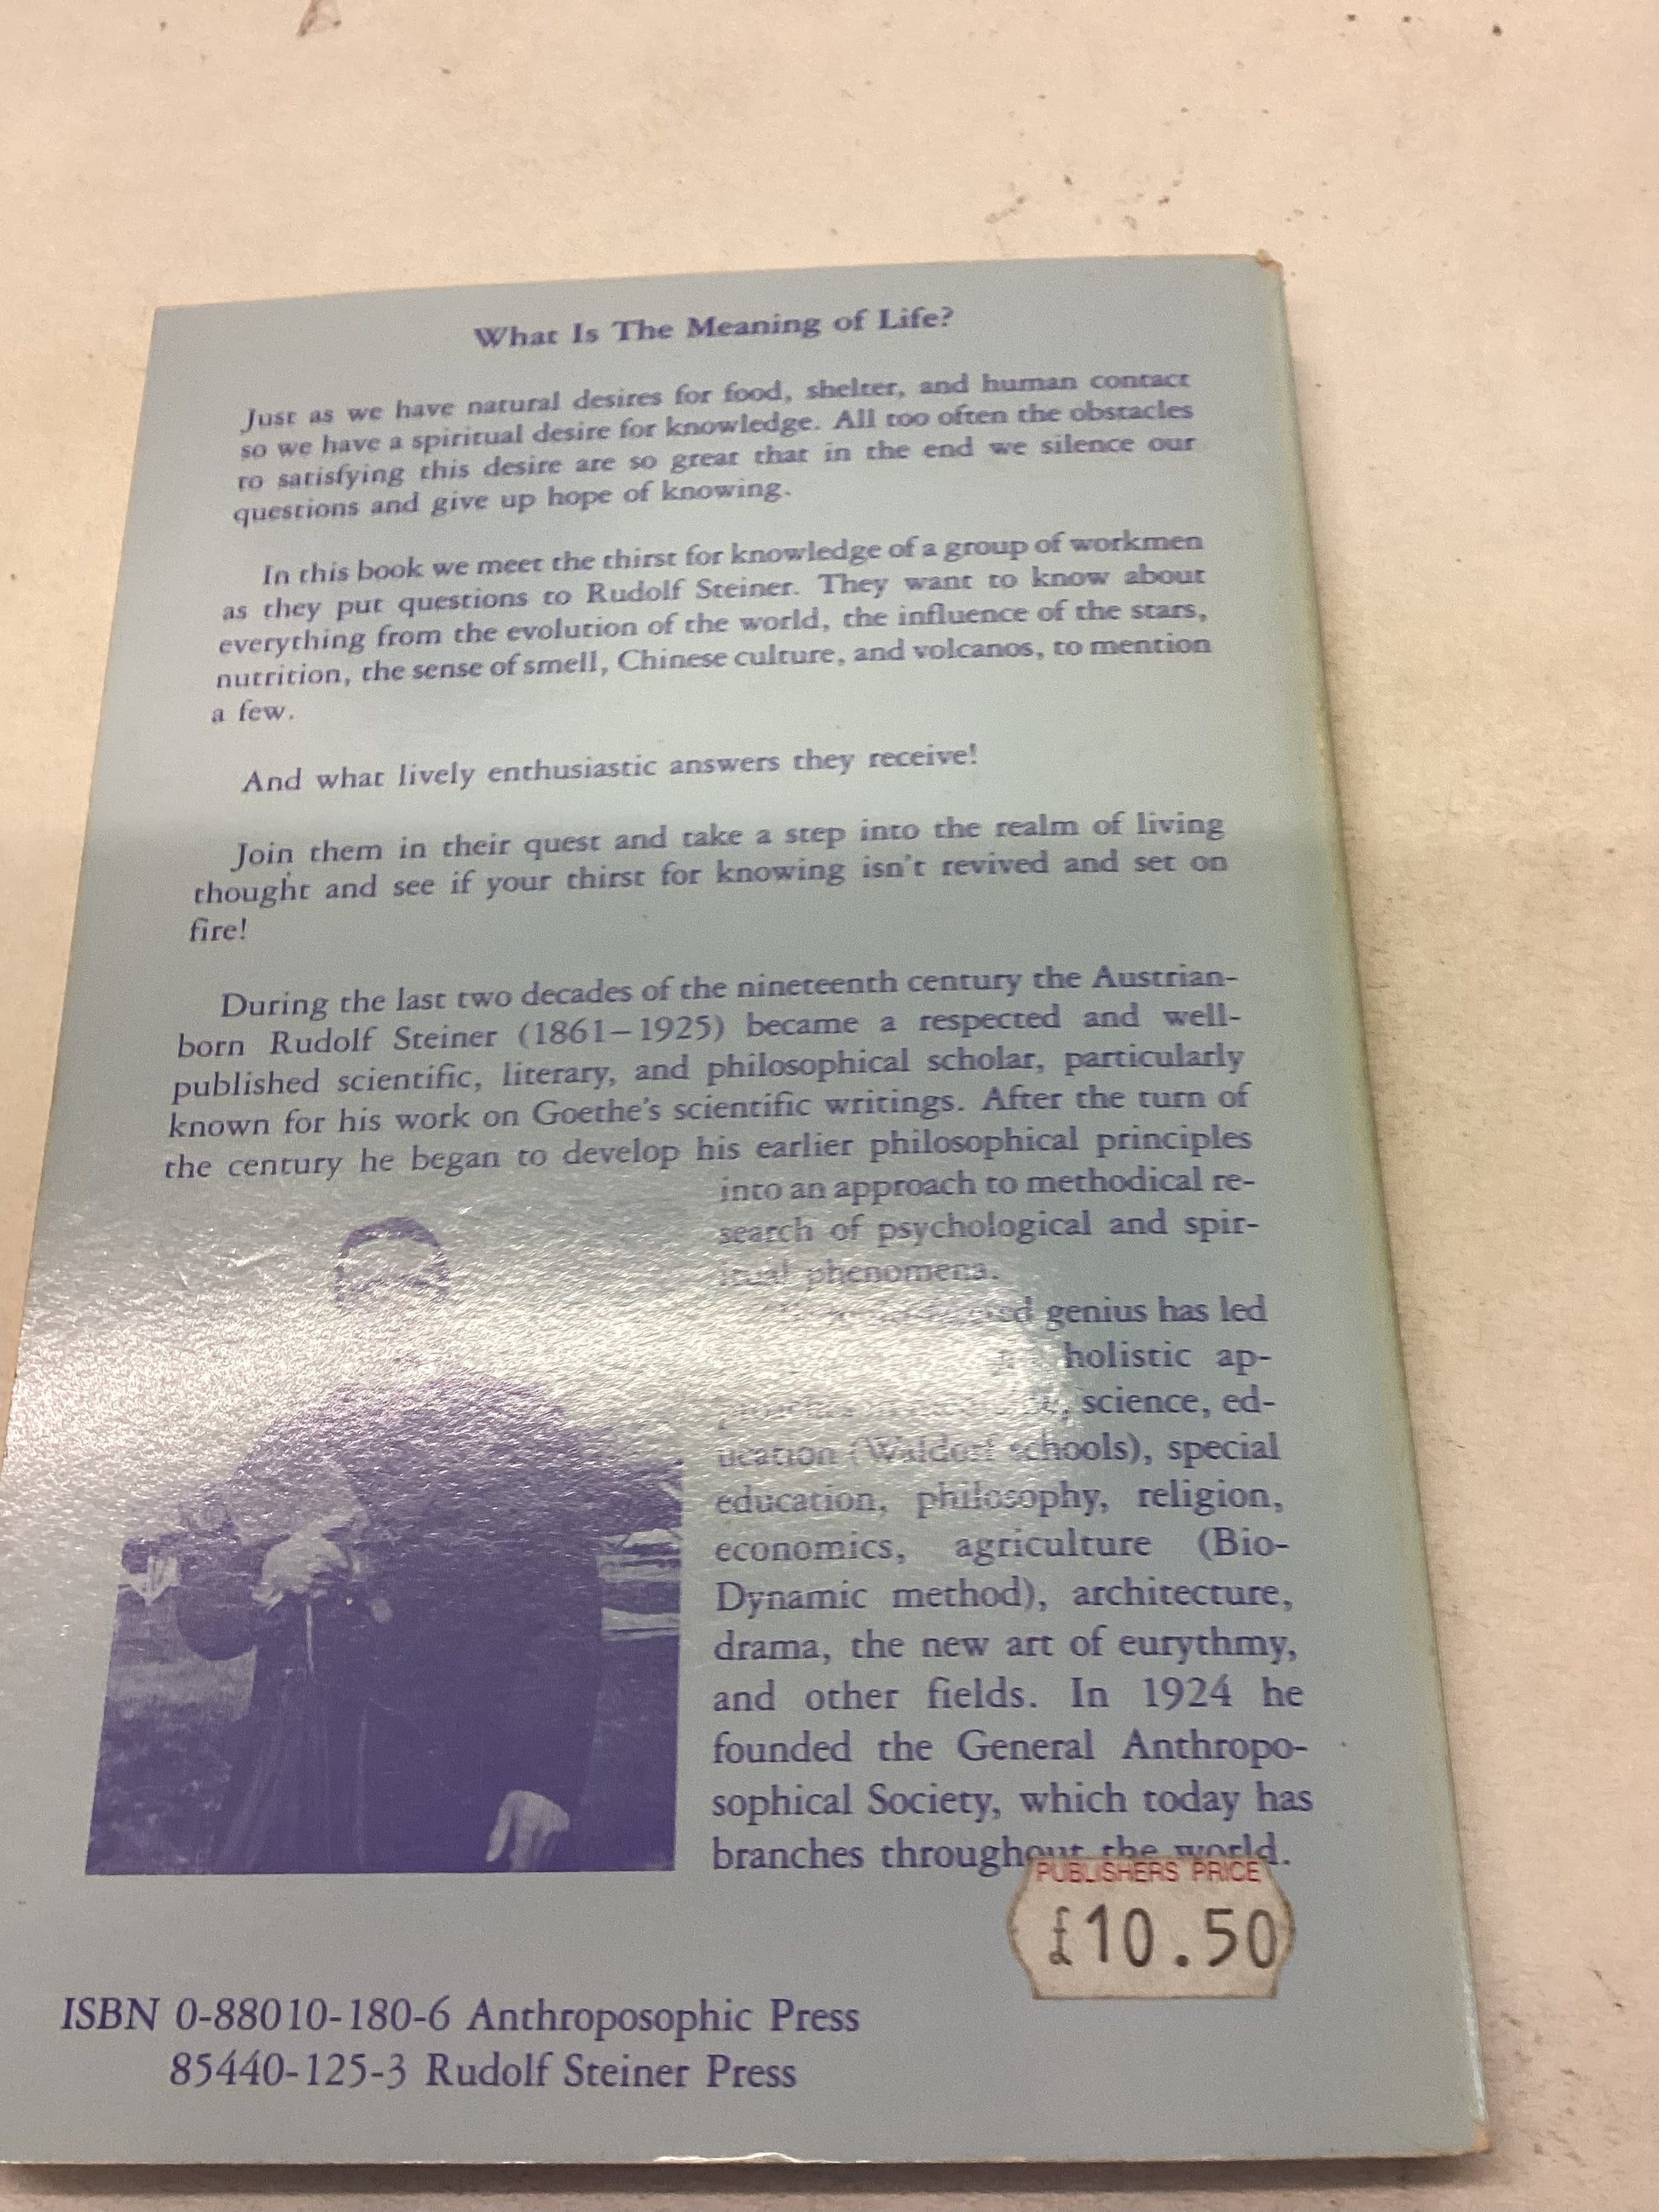 What Is The Meaning of Life?
Just as we have natural desires for food, shelter, and human contact
so we have a spiritual desire for knowledge. All too often the obstacles
to satisfying this desire are so great that in the end we silence our
questions and give up hope of knowing.
In this book we meet the thirst for knowledge of a group of workmen
as they put questions to Rudolf Steiner. They want to know about
everything from the evolution of the world, the influence of the stars,
nutrition, the sense of smell, Chinese culture, and volcanos, to mention
a few.
And what lively enthusiastic answers they receive!
Join them in their quest and take a step into the realm of living
thought and see if your thirst for knowing isn't revived and set on
fire!
During the last two decades of the nineteenth century the Austrian-
born Rudolf Steiner (1861–1925) became a respected and well-
published scientific, literary, and philosophical scholar, particularly
known for his work on Goethe's scientific writings. After the turn of
the century he began to develop his earlier philosophical principles
into an approach to methodical re-
search of psychological and spir-
itual phenomena.
genius has led
holistic ap-
science, ed-
ucation (Waldorf schools), special
education, philosophy, religion,
economics, agriculture (Bio-
Dynamic method), architecture,
drama, the new art of eurythmy,
and other fields. In 1924 he
founded the General Anthropo-
sophical Society, which today has
branches throughout the world.
PUBLISHERS PRICE
£10.50
ISBN 0-88010-180-6 Anthroposophic Press
85440-125-3 Rudolf Steiner Press